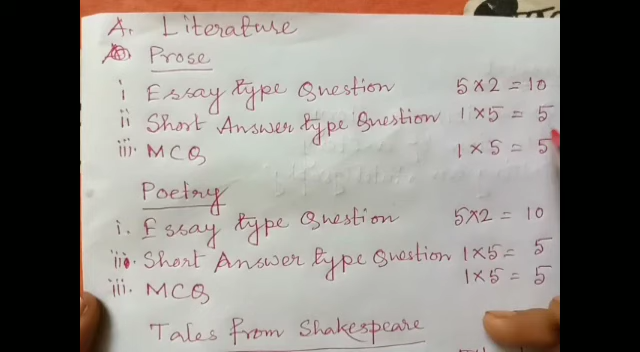 A. Literature
Prose
i Essay type Question 5×2 = 10
ii Short Answer type Question 1×5 = 5
iii. MCQ 1×5 = 5
Poetry
i. Essay type Question 5×2 = 10
ii. Short Answer type Question 1×5 = 5
iii. MCQ 1×5 = 5
Tales from Shakespeare